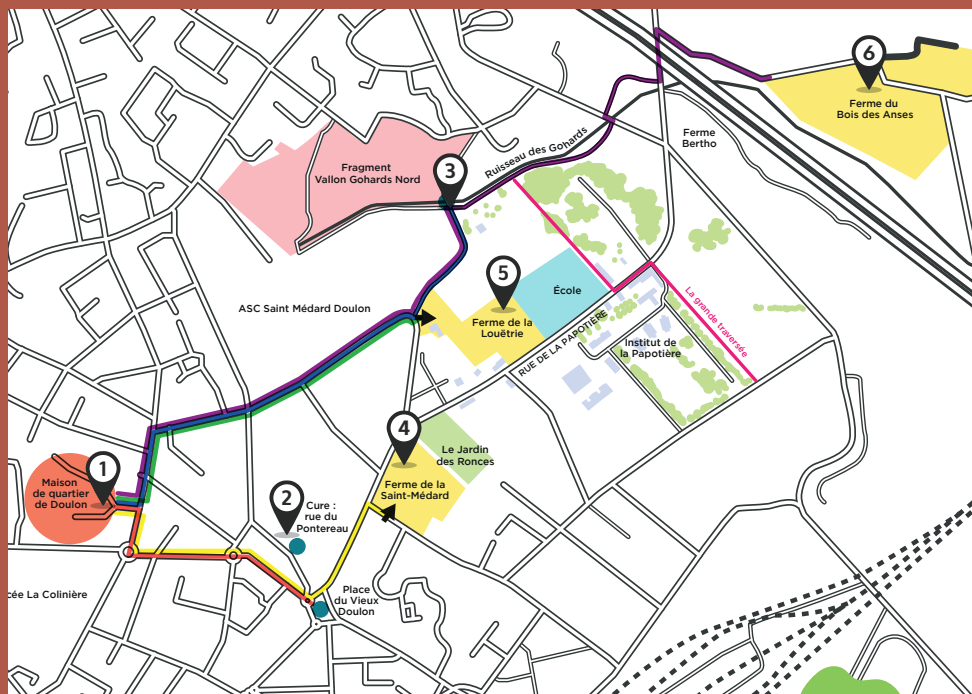 6
Ferme du
Bois des Anses
Ferme
Bertho
Ruisseau des Gohards
Fragment
Vallon Gohards Nord
3
5
École
ASC Saint Médard Doulon
Ferme de la
Louëtrie
RUE DE LA PAPOTIÈRE
La grande traversée
Institut de
la Papotière
4
Le Jardin
des Ronces
Ferme de la
Saint-Médard
1
Maison
de quartier
de Doulon
2
Cure :
rue du
Pontereau
cée La Colinière
Place
du Vieux
Doulon